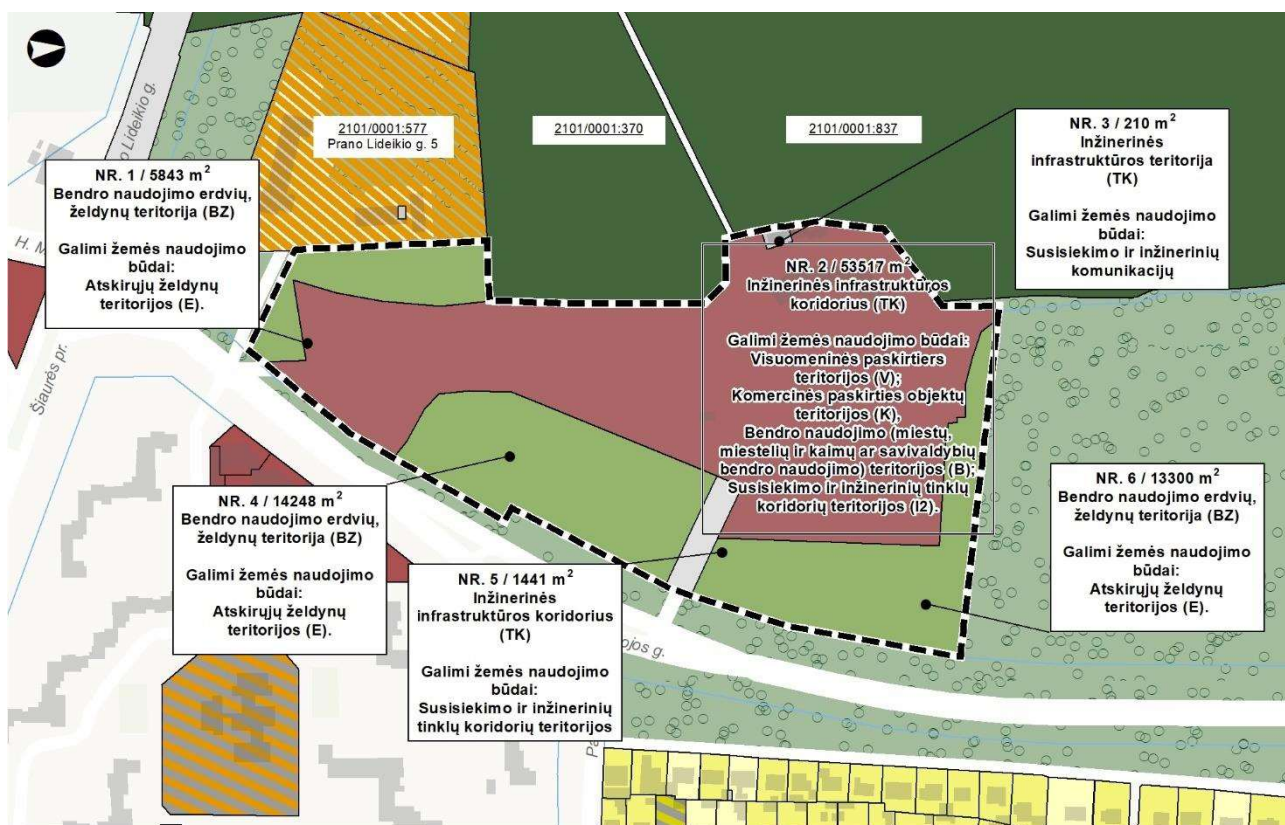 2101/0001:577
Prano Lideikio g. 5
2101/0001:370
2101/0001:837
NR. 3 / 210 m²
Inžinerinės
infrastruktūros teritorija
(TK)
Galimi žemės naudojimo
būdai:
Susisiekimo ir inžinerinių
komunikacijų
Lideikio g.
NR. 1 / 5843 m²
Bendro naudojimo erdvių,
želdynų teritorija (BZ)
Galimi žemės naudojimo
būdai:
Atskirųjų želdynų
teritorijos (E).
H.
Šiaurės pr.
NR. 2 / 53517 m²
Inžinerinės infrastruktūros
koridorius (TK)
Galimi žemės naudojimo būdai:
Visuomeninės paskirtiers
teritorijos (V);
Komercinės paskirties objektų
teritorijos (K),
Bendro naudojimo (miestų,
miestelių ir kaimų ar savivaldybių
bendro naudojimo) teritorijos (B);
Susisiekimo ir inžinerinių tinklų
koridorių teritorijos (I2).
NR. 4 / 14248 m²
Bendro naudojimo erdvių,
želdynų teritorija (BZ)
Galimi žemės naudojimo
būdai:
Atskirųjų želdynų
teritorijos (E).
NR. 6 / 13300 m²
Bendro naudojimo erdvių,
želdynų teritorija (BZ)
Galimi žemės naudojimo
būdai:
Atskirųjų želdynų
teritorijos (E).
NR. 5 / 1441 m²
Inžinerinės
infrastruktūros koridorius
(TK)
Galimi žemės naudojimo
būdai:
Susisiekimo ir inžinerinių
tinklų koridorių teritorijos
ojos g.